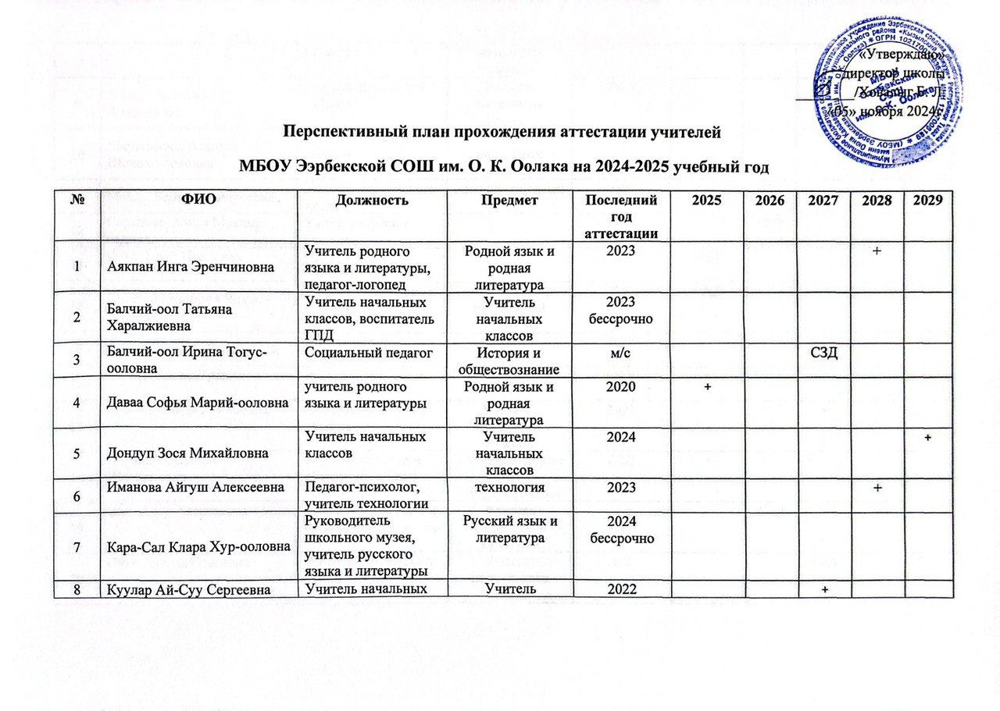 «Утверждаю»
директор школы
/Ховалыг Б. Л.
«05» ноября 2024г.
МБОУ
Ээрбекская
СОШ
им. О.К. Оолака
Перспективный план прохождения аттестации учителей
МБОУ Ээрбекской СОШ им. О. К. Оолака на 2024-2025 учебный год
№ ФИО Должность Предмет Последний год аттестации 2025 2026 2027 2028 2029
1 Аякпан Инга Эренчиновна Учитель родного языка и литературы, педагог-логопед Родной язык и родная литература 2023 +
2 Балчий-оол Татьяна Харалжиевна Учитель начальных классов, воспитатель ГПД Учитель начальных классов 2023 бессрочно
3 Балчий-оол Ирина Тогус-ооловна Социальный педагог История и обществознание м/с СЗД
4 Даваа Софья Марий-ооловна учитель родного языка и литературы Родной язык и родная литература 2020 +
5 Дондуп Зося Михайловна Учитель начальных классов Учитель начальных классов 2024 +
6 Иманова Айгуш Алексеевна Педагог-психолог, учитель технологии технология 2023 +
7 Кара-Сал Клара Хур-ооловна Руководитель школьного музея, учитель русского языка и литературы Русский язык и литература 2024 бессрочно
8 Куулар Ай-Суу Сергеевна Учитель начальных Учитель 2022 +